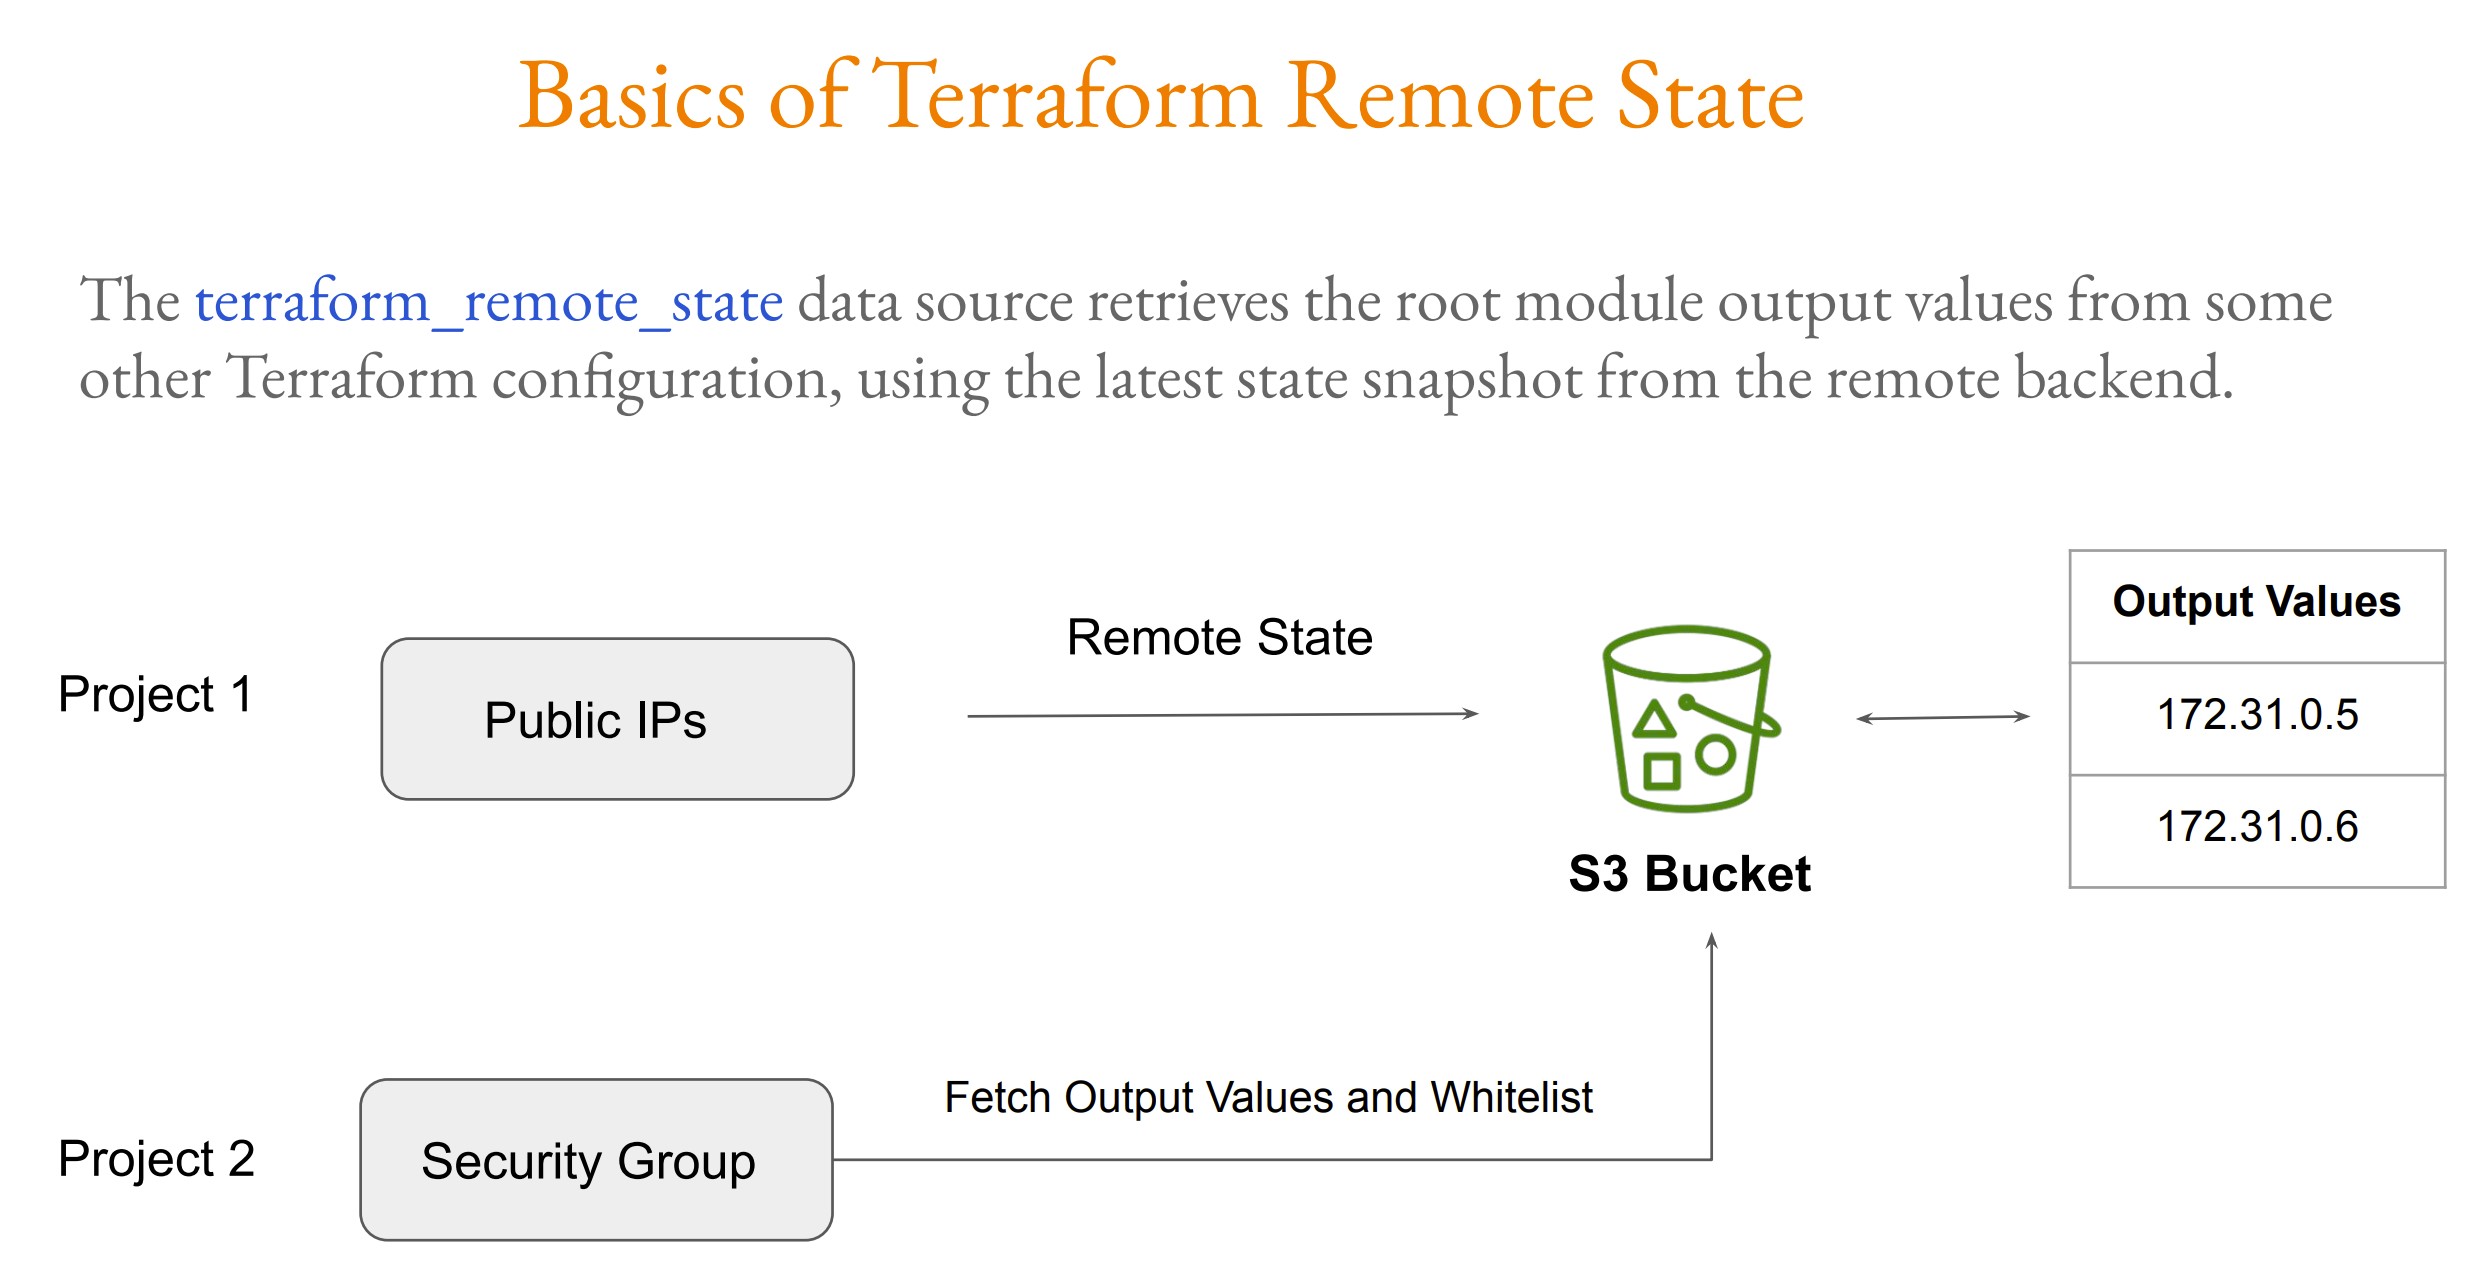 Basics of Terraform Remote State
The terraform_remote_state data source retrieves the root module output values from some
other Terraform configuration, using the latest state snapshot from the remote backend.
Project 1
Public IPs
Remote State
S3 Bucket
Output Values
172.31.0.5
172.31.0.6
Project 2
Security Group
Fetch Output Values and Whitelist